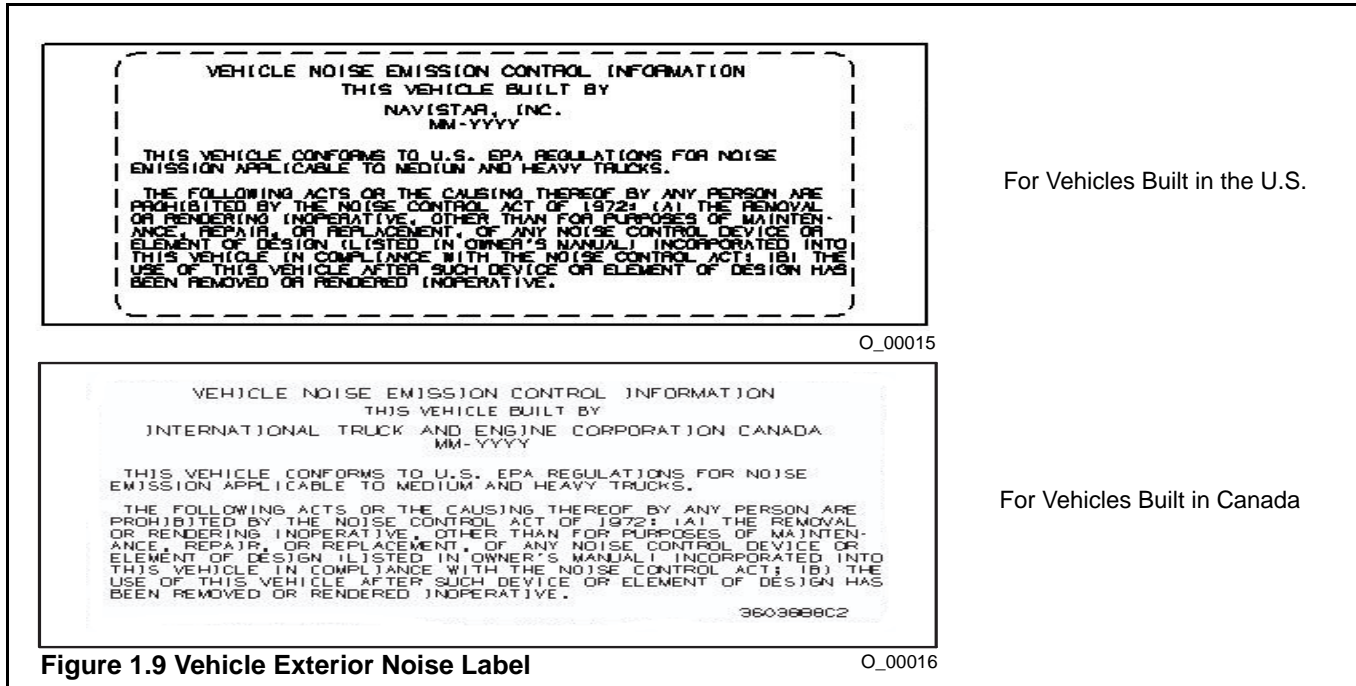 VEHICLE NOISE EMISSION CONTROL INFORMATION
THIS VEHICLE BUILT BY
NAVISTAR, INC.
MM-YYYY
THIS VEHICLE CONFORMS TO U.S. EPA REGULATIONS FOR NOISE
EMISSION APPLICABLE TO MEDIUM AND HEAVY TRUCKS.
THE FOLLOWING ACTS OR THE CAUSING THEREOF BY ANY PERSON ARE
PROHIBITED BY THE NOISE CONTROL ACT OF 1972: (A) THE REMOVAL
OR RENDERING INOPERATIVE, OTHER THAN FOR PURPOSES OF MAINTEN-
ANCE, REPAIR, OR REPLACEMENT, OF ANY NOISE CONTROL DEVICE OR
ELEMENT OF DESIGN (LISTED IN OWNER'S MANUAL) INCORPORATED INTO
THIS VEHICLE IN COMPLIANCE WITH THE NOISE CONTROL ACT; (B) THE
USE OF THIS VEHICLE AFTER SUCH DEVICE OR ELEMENT OF DESIGN HAS
BEEN REMOVED OR RENDERED INOPERATIVE.
For Vehicles Built in the U.S.
O_00015
VEHICLE NOISE EMISSION CONTROL INFORMATION
THIS VEHICLE BUILT BY
INTERNATIONAL TRUCK AND ENGINE CORPORATION CANADA
MM-YYYY
THIS VEHICLE CONFORMS TO U.S. EPA REGULATIONS FOR NOISE
EMISSION APPLICABLE TO MEDIUM AND HEAVY TRUCKS.
THE FOLLOWING ACTS OR THE CAUSING THEREOF BY ANY PERSON ARE
PROHIBITED BY THE NOISE CONTROL ACT OF 1972: (A) THE REMOVAL
OR RENDERING INOPERATIVE, OTHER THAN FOR PURPOSES OF MAINTEN-
ANCE, REPAIR, OR REPLACEMENT, OF ANY NOISE CONTROL DEVICE OR
ELEMENT OF DESIGN (LISTED IN OWNER'S MANUAL) INCORPORATED INTO
THIS VEHICLE IN COMPLIANCE WITH THE NOISE CONTROL ACT; (B) THE
USE OF THIS VEHICLE AFTER SUCH DEVICE OR ELEMENT OF DESIGN HAS
BEEN REMOVED OR RENDERED INOPERATIVE.
For Vehicles Built in Canada
Figure 1.9 Vehicle Exterior Noise Label
O_00016